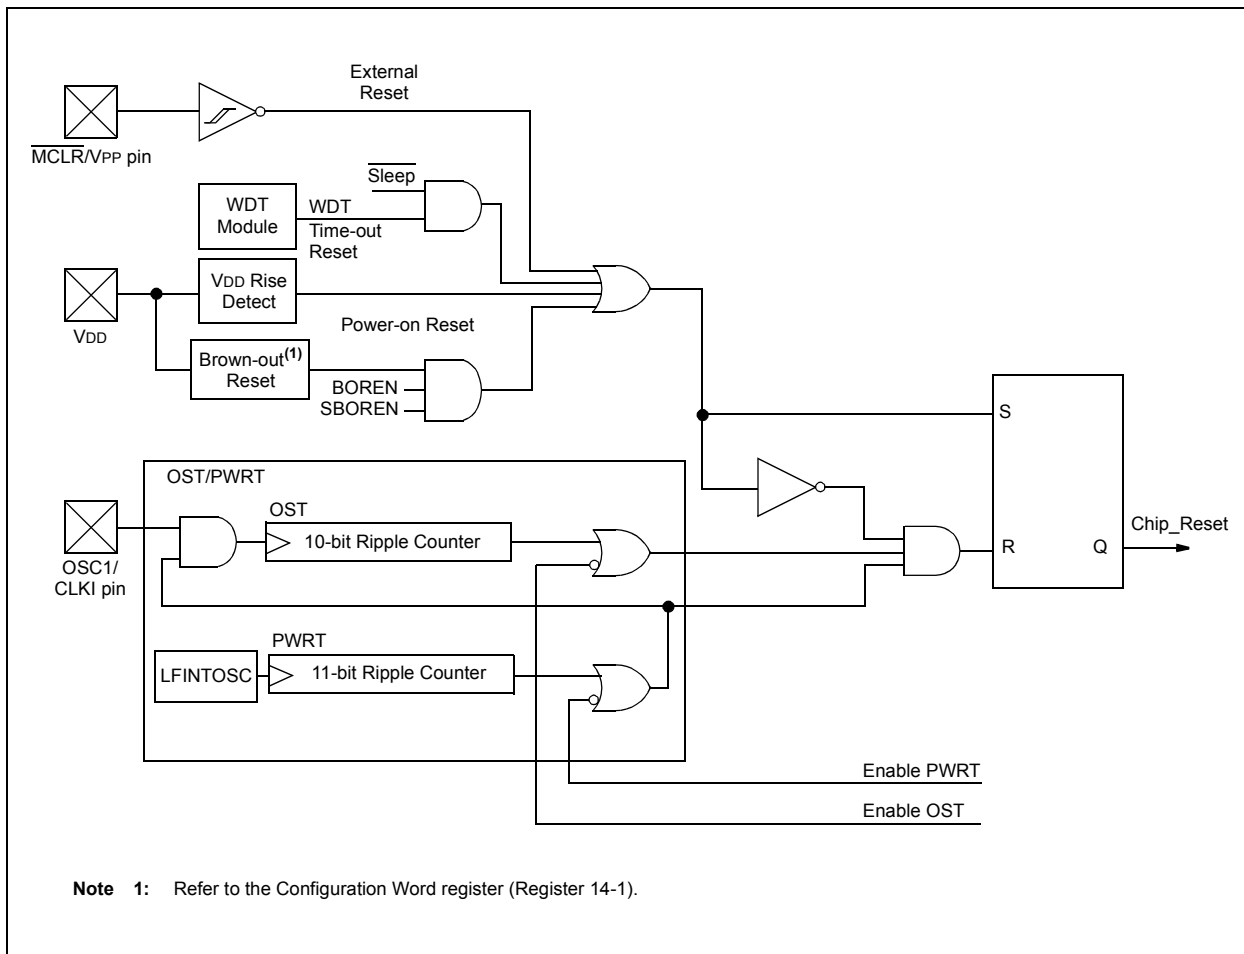 External
Reset
MCLR/VPP pin
Sleep
WDT
Module
WDT
Time-out
Reset
VDD Rise
Detect
VDD
Power-on Reset
Brown-out(1)
Reset
BOREN
SBOREN
S
OST/PWRT
OST
10-bit Ripple Counter
OSC1/
CLKI pin
Chip_Reset
R
Q
PWRT
LFINTOSC
11-bit Ripple Counter
Enable PWRT
Enable OST
Note 1: Refer to the Configuration Word register (Register 14-1).